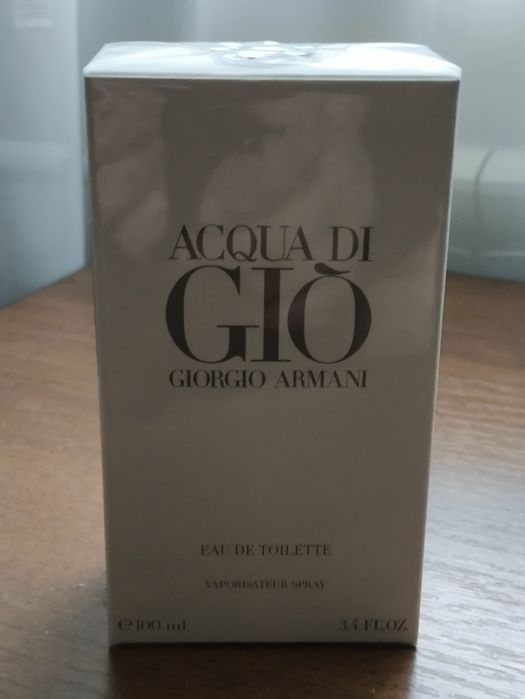 ACQUA DI
GIÒ
GIORGIO ARMANI
EAU DE TOILETTE
VAPORISATEUR SPRAY
℮ 100 ml 3.4 FL.OZ.